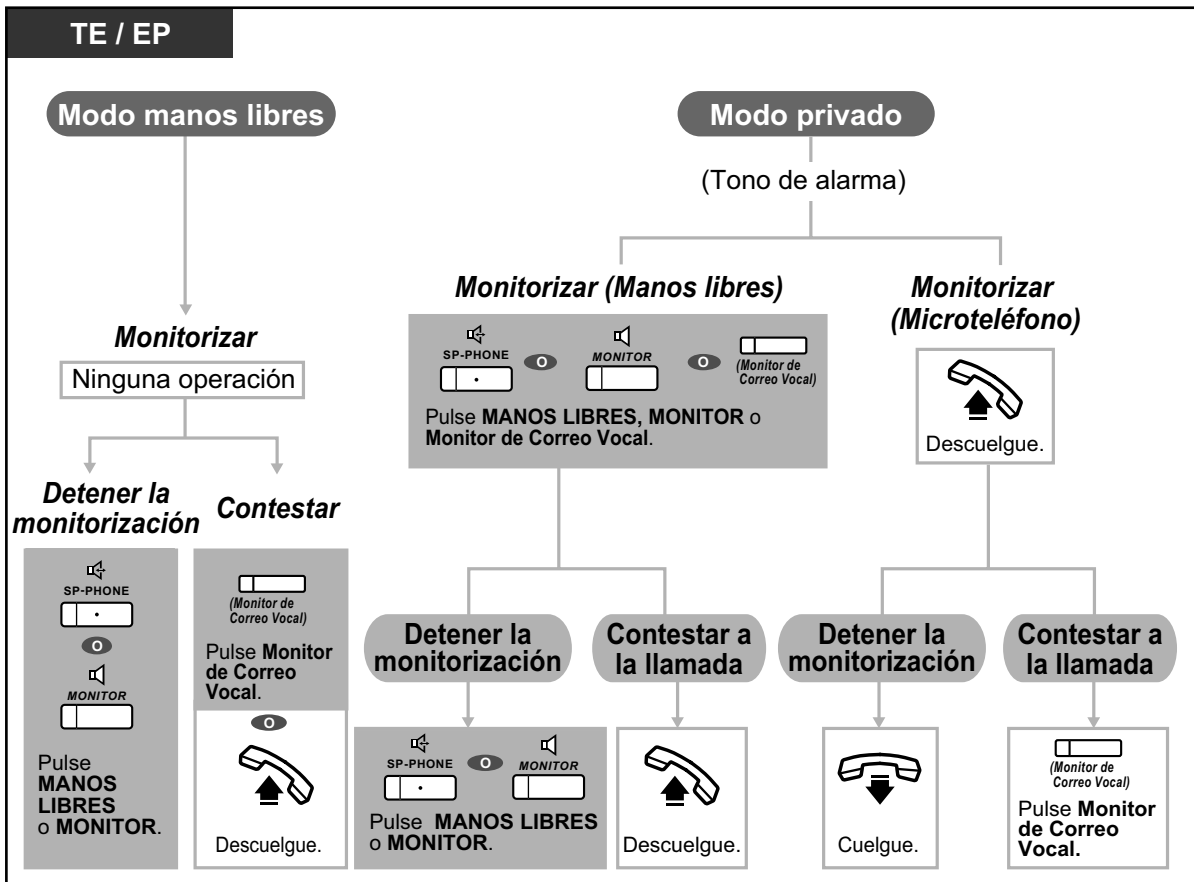 TE / EP
Modo manos libres
Monitorizar
Ninguna operación
Detener la
monitorización
SP-PHONE
O
MONITOR
Pulse
MANOS
LIBRES
o MONITOR.
Contestar
(Monitor de
Correo Vocal)
Pulse Monitor
de Correo
Vocal.
O
Descuelgue.
Modo privado
(Tono de alarma)
Monitorizar (Manos libres)
SP-PHONE O MONITOR O (Monitor de
Correo Vocal)
Pulse MANOS LIBRES, MONITOR o
Monitor de Correo Vocal.
Detener la
monitorización
SP-PHONE O MONITOR
Pulse MANOS LIBRES
o MONITOR.
Contestar a
la llamada
Descuelgue.
Monitorizar
(Microteléfono)
Descuelgue.
Detener la
monitorización
Cuelgue.
Contestar a
la llamada
(Monitor de
Correo Vocal)
Pulse Monitor
de Correo
Vocal.